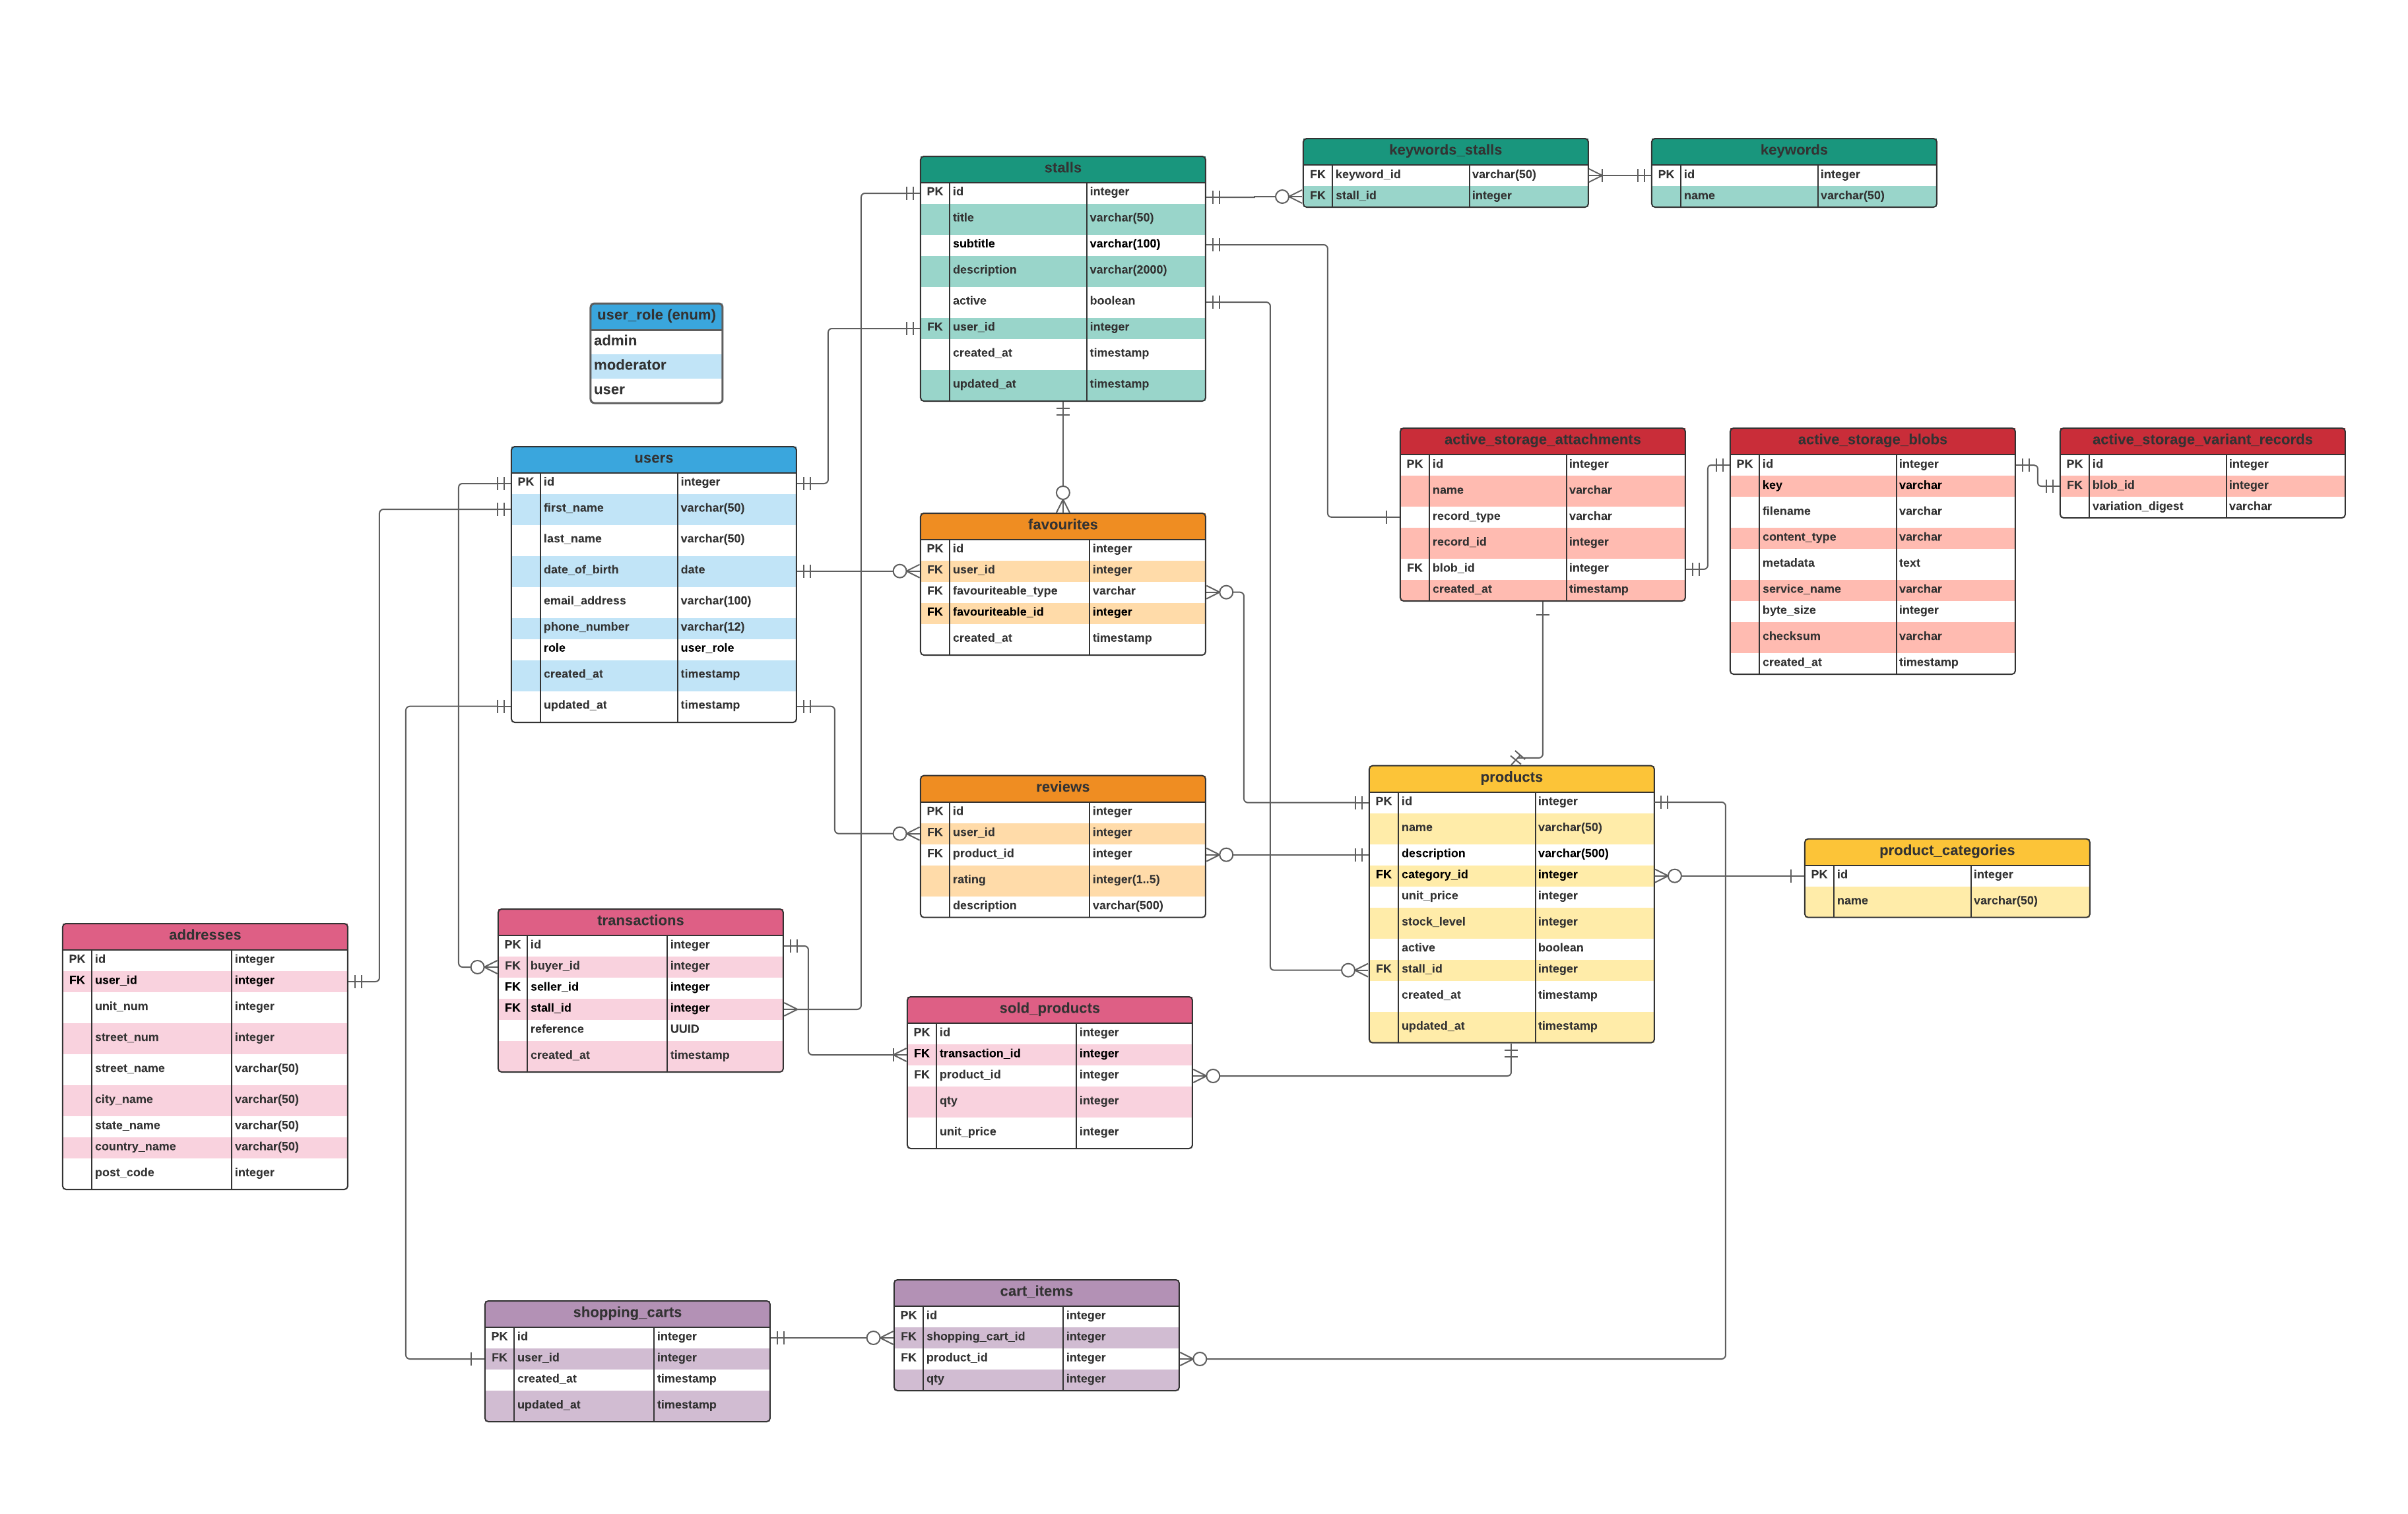 stalls
PK id integer
title varchar(50)
subtitle varchar(100)
description varchar(2000)
active boolean
FK user_id integer
created_at timestamp
updated_at timestamp
keywords_stalls
FK keyword_id varchar(50)
FK stall_id integer
keywords
PK id integer
name varchar(50)
user_role (enum)
admin
moderator
user
users
PK id integer
first_name varchar(50)
last_name varchar(50)
date_of_birth date
email_address varchar(100)
phone_number varchar(12)
role user_role
created_at timestamp
updated_at timestamp
favourites
PK id integer
FK user_id integer
FK favouriteable_type varchar
FK favouriteable_id integer
created_at timestamp
active_storage_attachments
PK id integer
name varchar
record_type varchar
record_id integer
FK blob_id integer
created_at timestamp
active_storage_blobs
PK id integer
key varchar
filename varchar
content_type varchar
metadata text
service_name varchar
byte_size integer
checksum varchar
created_at timestamp
active_storage_variant_records
PK id integer
FK blob_id integer
variation_digest varchar
reviews
PK id integer
FK user_id integer
FK product_id integer
rating integer(1..5)
description varchar(500)
products
PK id integer
name varchar(50)
description varchar(500)
FK category_id integer
unit_price integer
stock_level integer
active boolean
FK stall_id integer
created_at timestamp
updated_at timestamp
product_categories
PK id integer
name varchar(50)
addresses
PK id integer
FK user_id integer
unit_num integer
street_num integer
street_name varchar(50)
city_name varchar(50)
state_name varchar(50)
country_name varchar(50)
post_code integer
transactions
PK id integer
FK buyer_id integer
FK seller_id integer
FK stall_id integer
reference UUID
created_at timestamp
sold_products
PK id integer
FK transaction_id integer
FK product_id integer
qty integer
unit_price integer
shopping_carts
PK id integer
FK user_id integer
created_at timestamp
updated_at timestamp
cart_items
PK id integer
FK shopping_cart_id integer
FK product_id integer
qty integer